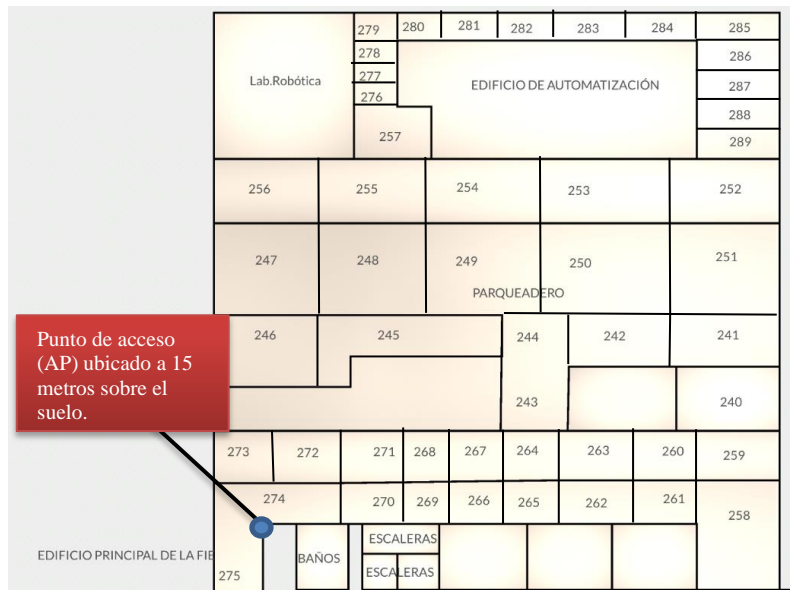 279 280 281 282 283 284 285
278 286
Lab.Robótica 277 EDIFICIO DE AUTOMATIZACIÓN 287
276
288
257 289
256 255 254 253 252
247 248 249 250 251
PARQUEADERO
Punto de acceso
(AP) ubicado a 15
metros sobre el
suelo.
246 245 244 242 241
243 240
273 272 271 268 267 264 263 260 259
274 270 269 266 265 262 261
258
ESCALERAS
EDIFICIO PRINCIPAL DE LA FIE
BAÑOS
275 ESCALERAS